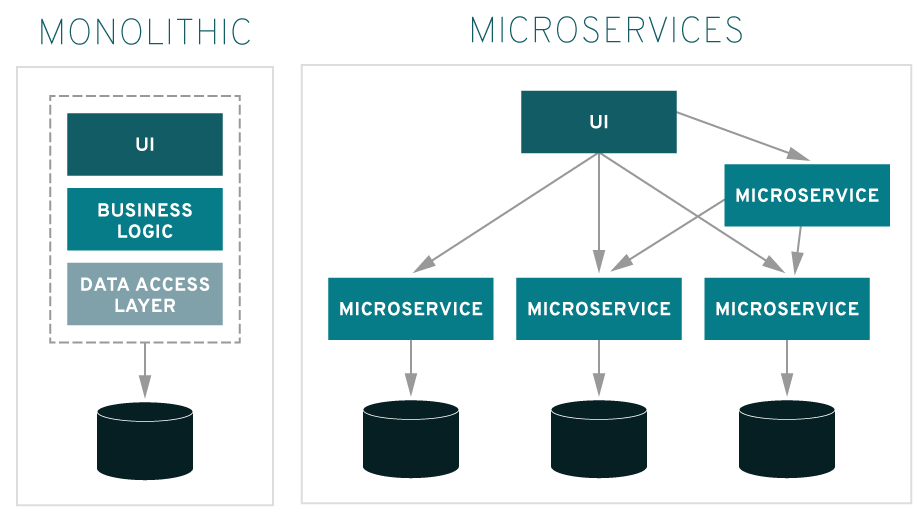 MONOLITHIC
UI
BUSINESS
LOGIC
DATA ACCESS
LAYER
MICROSERVICES
UI
MICROSERVICE
MICROSERVICE
MICROSERVICE
MICROSERVICE